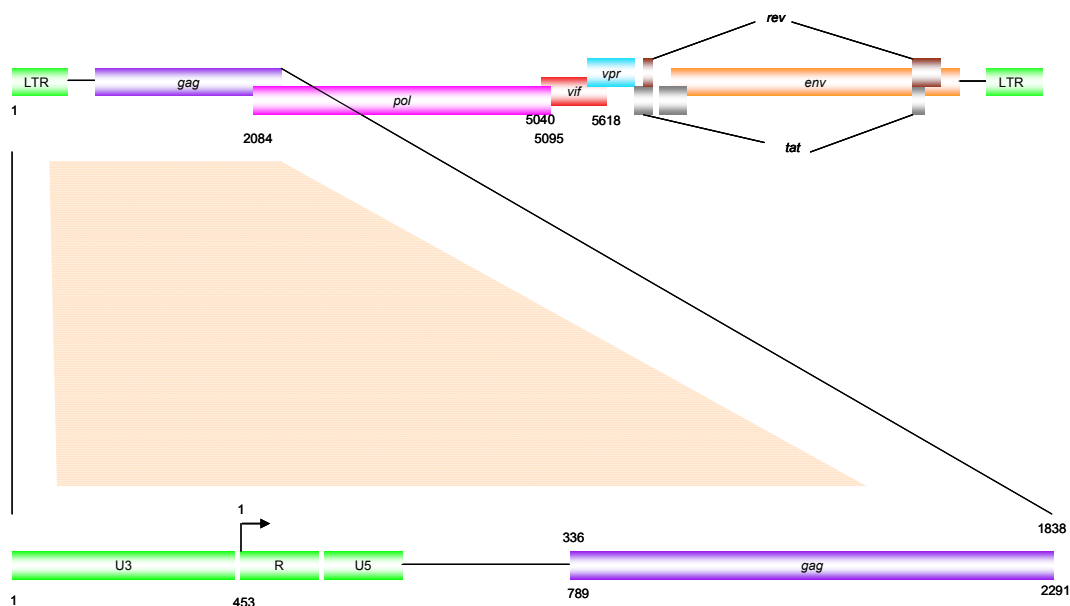 rev
LTR
gag
vpr
env
LTR
pol
vif
1
5040
5618
2084
5095
tat
1
336
1838
U3
R
U5
gag
1
453
789
2291